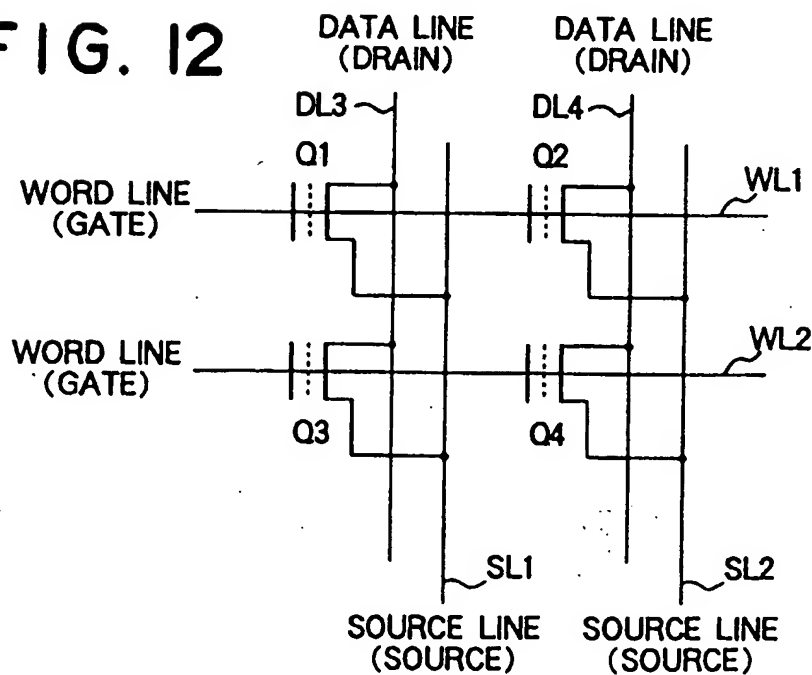 FIG. 12
DATA LINE
(DRAIN)
DATA LINE
(DRAIN)
DL3
DL4
Q1
Q2
WL1
WORD LINE
(GATE)
WL2
WORD LINE
(GATE)
Q3
Q4
SL1
SL2
SOURCE LINE
(SOURCE)
SOURCE LINE
(SOURCE)